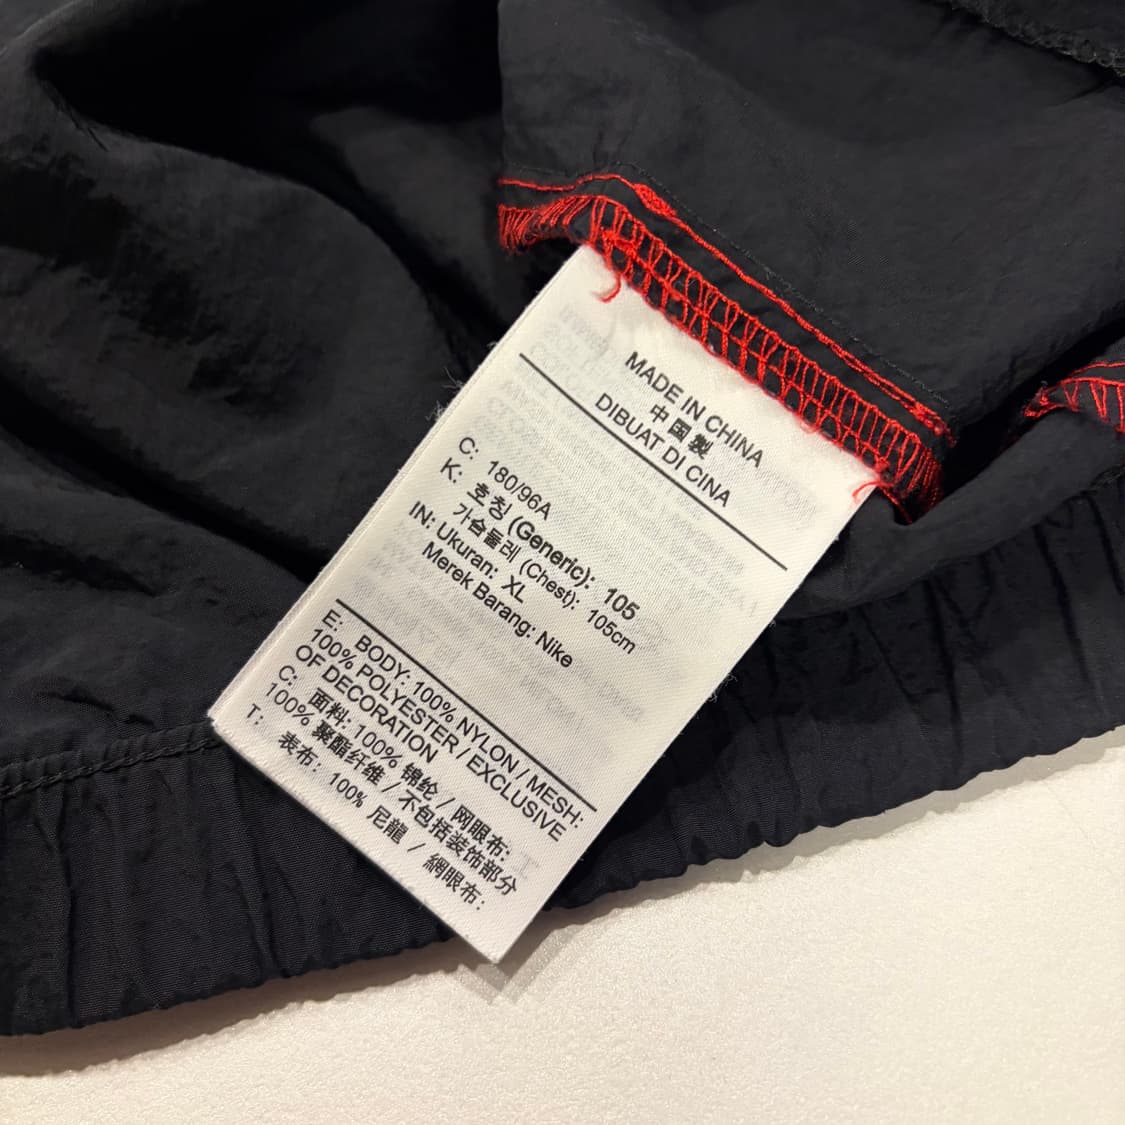 MADE IN CHINA
中國製
DIBUAT DI CINA
C: 180/96A
K: 호칭 (Generic): 105
가슴둘레 (Chest): 105cm
IN: Ukuran: XL
Merek Barang: Nike
E: BODY: 100% NYLON / MESH:
100% POLYESTER / EXCLUSIVE
OF DECORATION
C: 面料: 100% 锦纶 / 网眼布:
100% 聚酯纤维 / 不包括装饰部分
T: 表布: 100% 尼龍 / 網眼布: